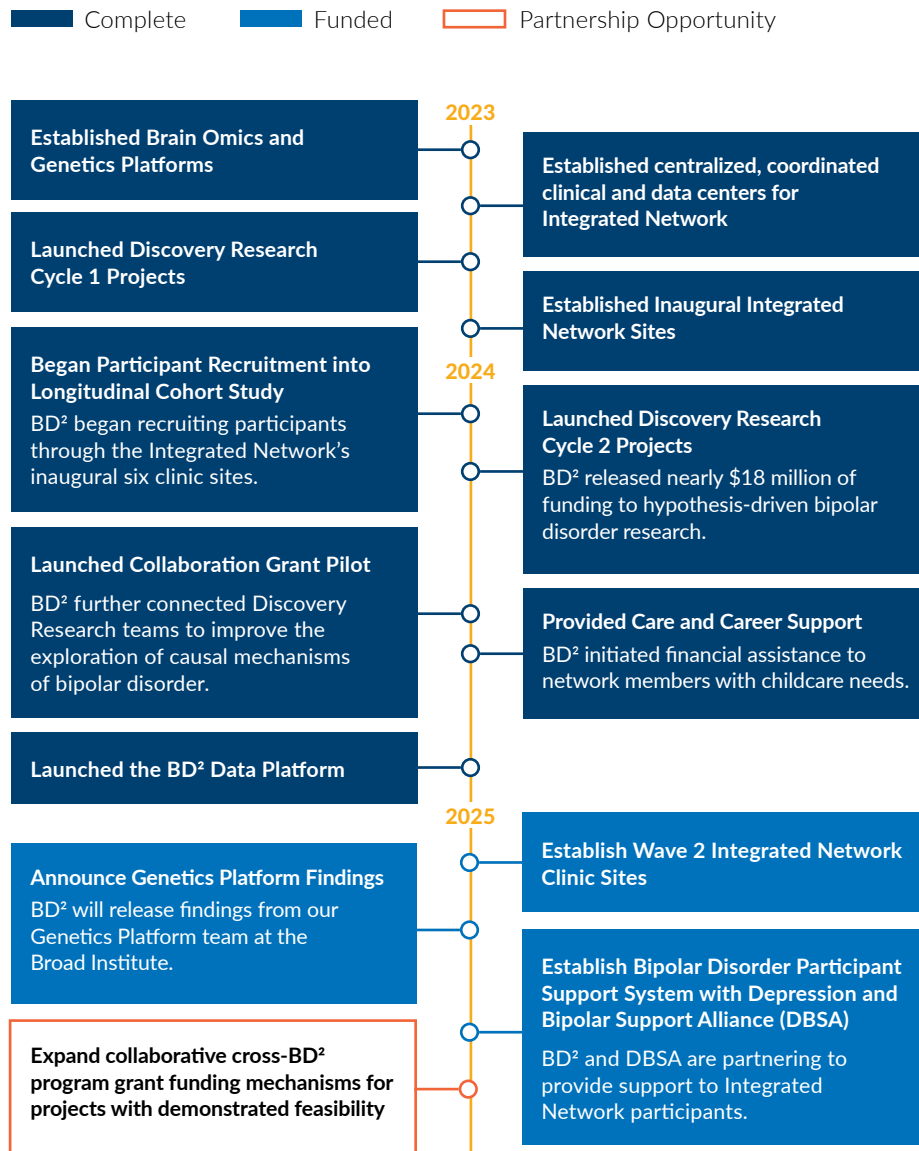 Complete
Funded
Partnership Opportunity
2023
Established Brain Omics and
Genetics Platforms
Established centralized, coordinated
clinical and data centers for
Integrated Network
Launched Discovery Research
Cycle 1 Projects
Established Inaugural Integrated
Network Sites
2024
Began Participant Recruitment into
Longitudinal Cohort Study
BD² began recruiting participants
through the Integrated Network’s
inaugural six clinic sites.
Launched Discovery Research
Cycle 2 Projects
BD² released nearly $18 million of
funding to hypothesis-driven bipolar
disorder research.
Launched Collaboration Grant Pilot
BD² further connected Discovery
Research teams to improve the
exploration of causal mechanisms
of bipolar disorder.
Provided Care and Career Support
BD² initiated financial assistance to
network members with childcare needs.
Launched the BD² Data Platform
2025
Establish Wave 2 Integrated Network
Clinic Sites
Announce Genetics Platform Findings
BD² will release findings from our
Genetics Platform team at the
Broad Institute.
Establish Bipolar Disorder Participant
Support System with Depression and
Bipolar Support Alliance (DBSA)
BD² and DBSA are partnering to
provide support to Integrated
Network participants.
Expand collaborative cross-BD²
program grant funding mechanisms for
projects with demonstrated feasibility